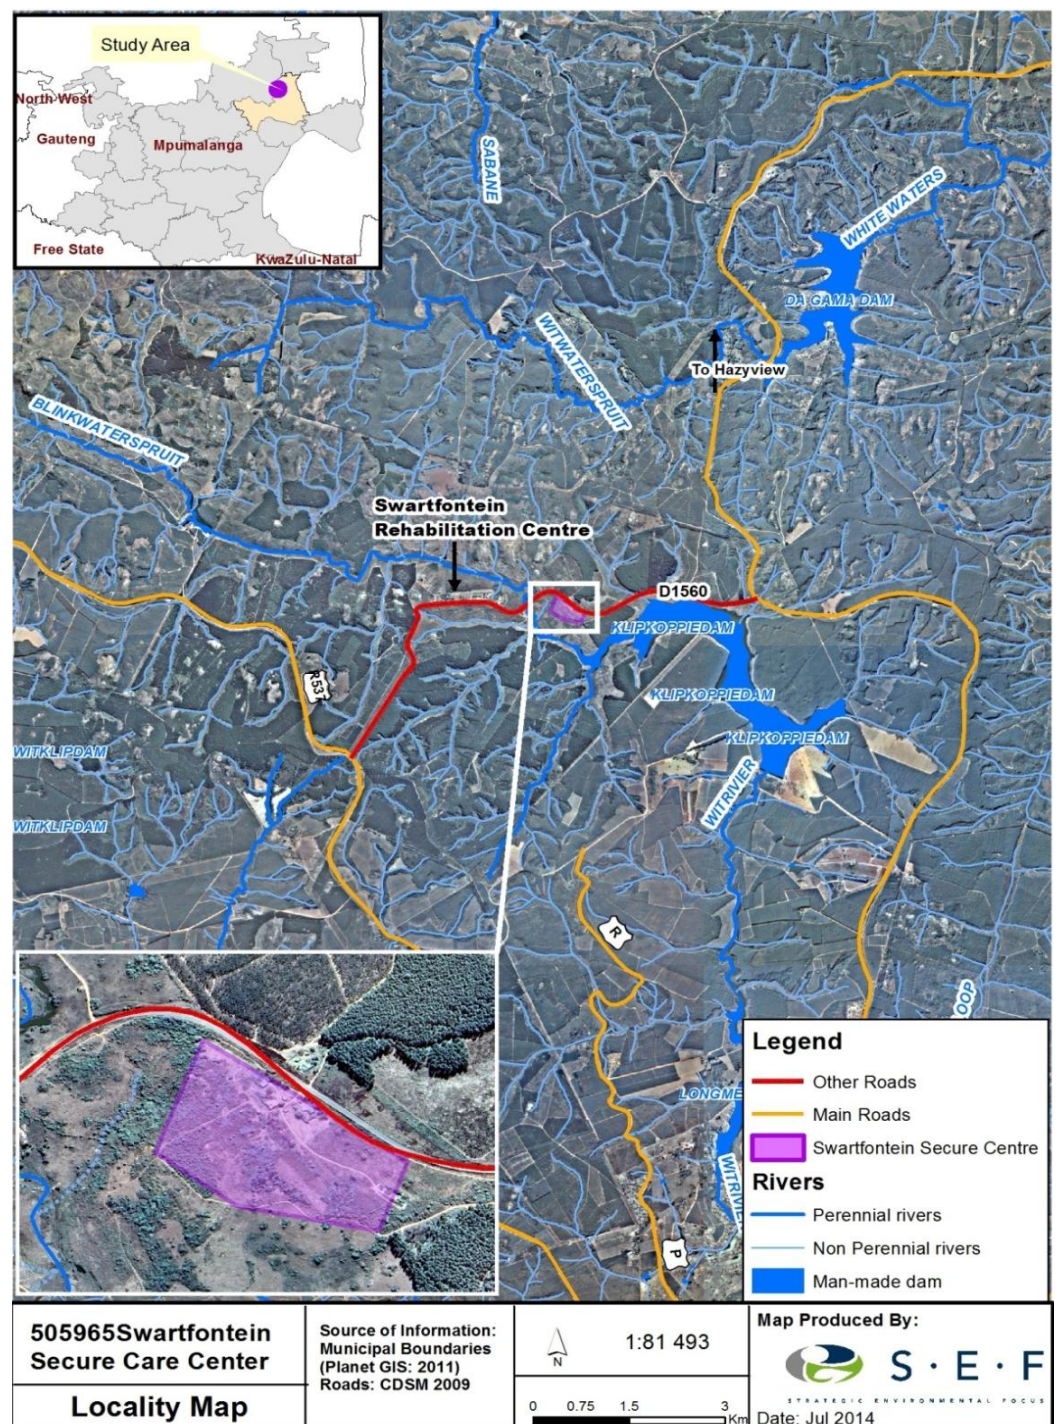 Study Area
North West
Gauteng
Mpumalanga
Free State
KwaZulu-Natal
SABANE
WHITE WATERS
DA GAMA DAM
WITWATERSPRUIT
To Hazyview
BLINKWATERSPRUIT
Swartfontein
Rehabilitation Centre
D1560
KLIPKOPPIEDAM
R537
KLIPKOPPIEDAM
KLIPKOPPIEDAM
WITKLIPDAM
WITRIVIER
WITKLIPDAM
R
OOP
LONGME
WITRIVIE
P
Legend
Other Roads
Main Roads
Swartfontein Secure Centre
Rivers
Perennial rivers
Non Perennial rivers
Man-made dam
505965Swartfontein
Secure Care Center
Locality Map
Source of Information:
Municipal Boundaries
(Planet GIS: 2011)
Roads: CDSM 2009
N
1:81 493
0 0.75 1.5 3
Km
Map Produced By:
S·E·F
STRATEGIC ENVIRONMENTAL FOCUS
Date: Jul 2014